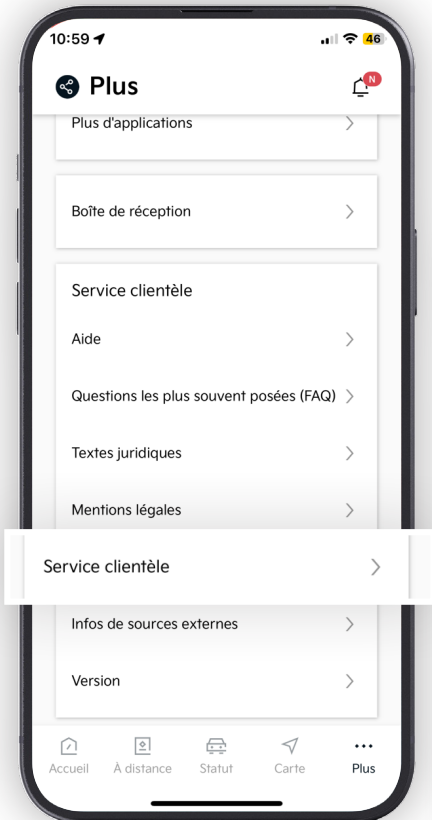 10:59
46
Plus
N
Plus d'applications
Boîte de réception
Service clientèle
Aide
Questions les plus souvent posées (FAQ)
Textes juridiques
Mentions légales
Service clientèle
Infos de sources externes
Version
Accueil À distance Statut Carte Plus